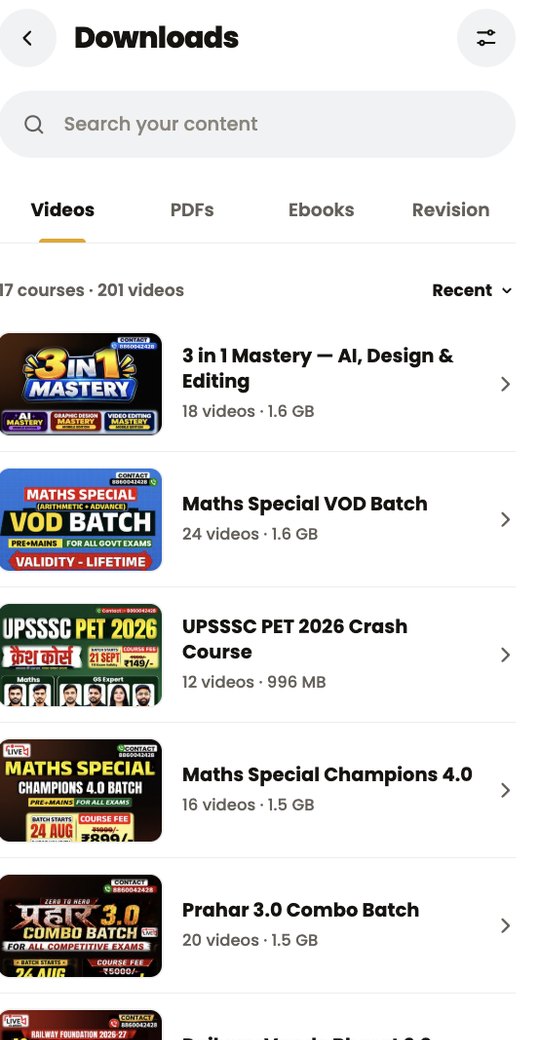 Downloads
Search your content
Videos
PDFs
Ebooks
Revision
17 courses · 201 videos
Recent
CONTACT
8860042428
3 IN 1
MASTERY
AI
MASTERY
GRAPHIC DESIGN
MASTERY
VIDEO EDITING
MASTERY
3 in 1 Mastery — AI, Design &
Editing
18 videos · 1.6 GB
CONTACT
8860042428
MATHS SPECIAL
(ARITHMETIC + ADVANCE)
VOD BATCH
PRE+MAINS FOR ALL GOVT EXAMS
VALIDITY - LIFETIME
Maths Special VOD Batch
24 videos · 1.6 GB
Contact:- 8860042428
UPSSSC PET 2026
क्रैश कोर्स
BATCH STARTS
21 SEPT
COURSE FEE
₹149/-
Maths
GS Expert
UPSSSC PET 2026 Crash
Course
12 videos · 996 MB
LIVE
CONTACT
8860042428
MATHS SPECIAL
CHAMPIONS 4.0 BATCH
PRE+MAINS FOR ALL EXAMS
BATCH STARTS
24 AUG
COURSE FEE
₹1999/-
₹899/-
Maths Special Champions 4.0
16 videos · 1.5 GB
ZERO TO HERO
CONTACT
8860042428
प्रहार 3.0
COMBO BATCH
LIVE
FOR ALL COMPETITIVE EXAMS
BATCH STARTS
24 AUG
COURSE FEE
₹5000/-
Prahar 3.0 Combo Batch
20 videos · 1.5 GB
LIVE
CONTACT
8860042428
RAILWAY FOUNDATION 2026-27